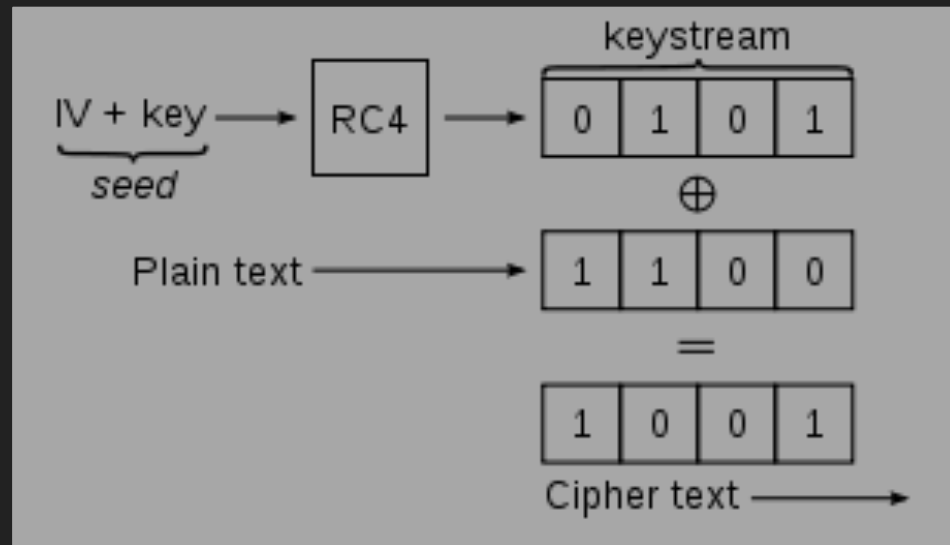 keystream
IV + key
RC4
0 1 0 1
seed
⊕
Plain text
1 1 0 0
=
1 0 0 1
Cipher text